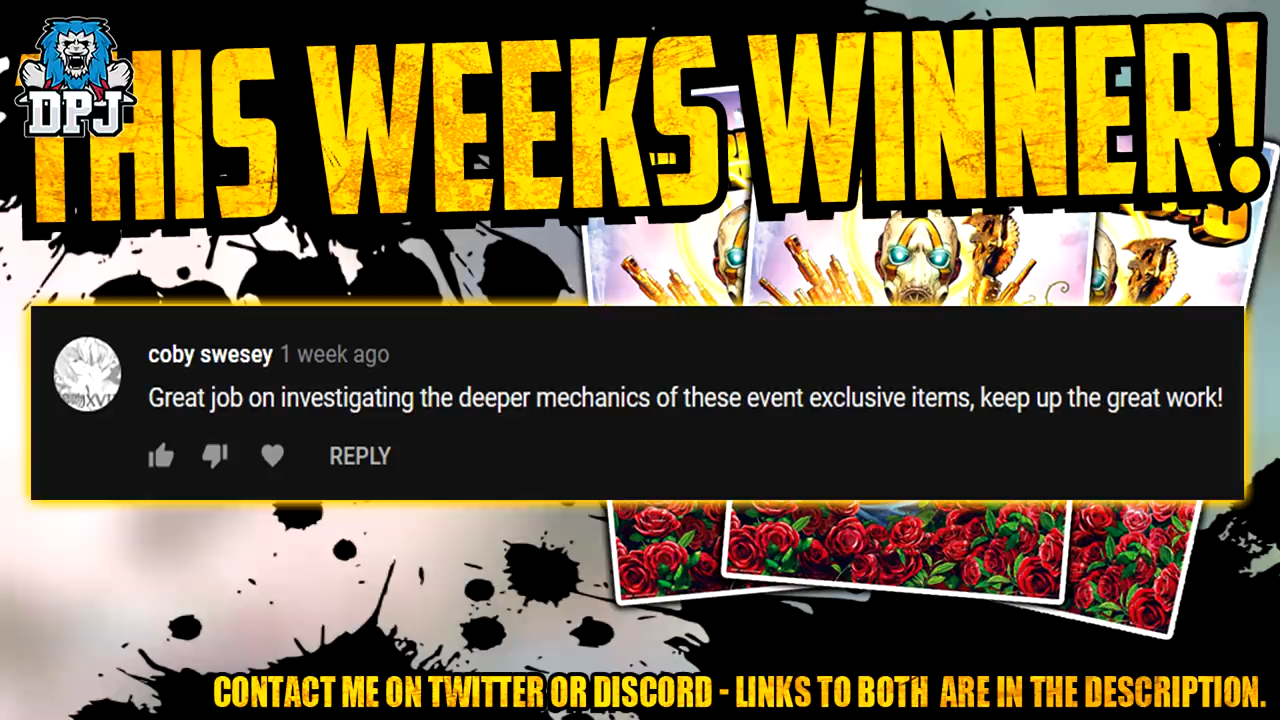 THIS WEEKS WINNER!
DPJ
coby swesey 1 week ago
Great job on investigating the deeper mechanics of these event exclusive items, keep up the great work!
REPLY
CONTACT ME ON TWITTER OR DISCORD - LINKS TO BOTH ARE IN THE DESCRIPTION.